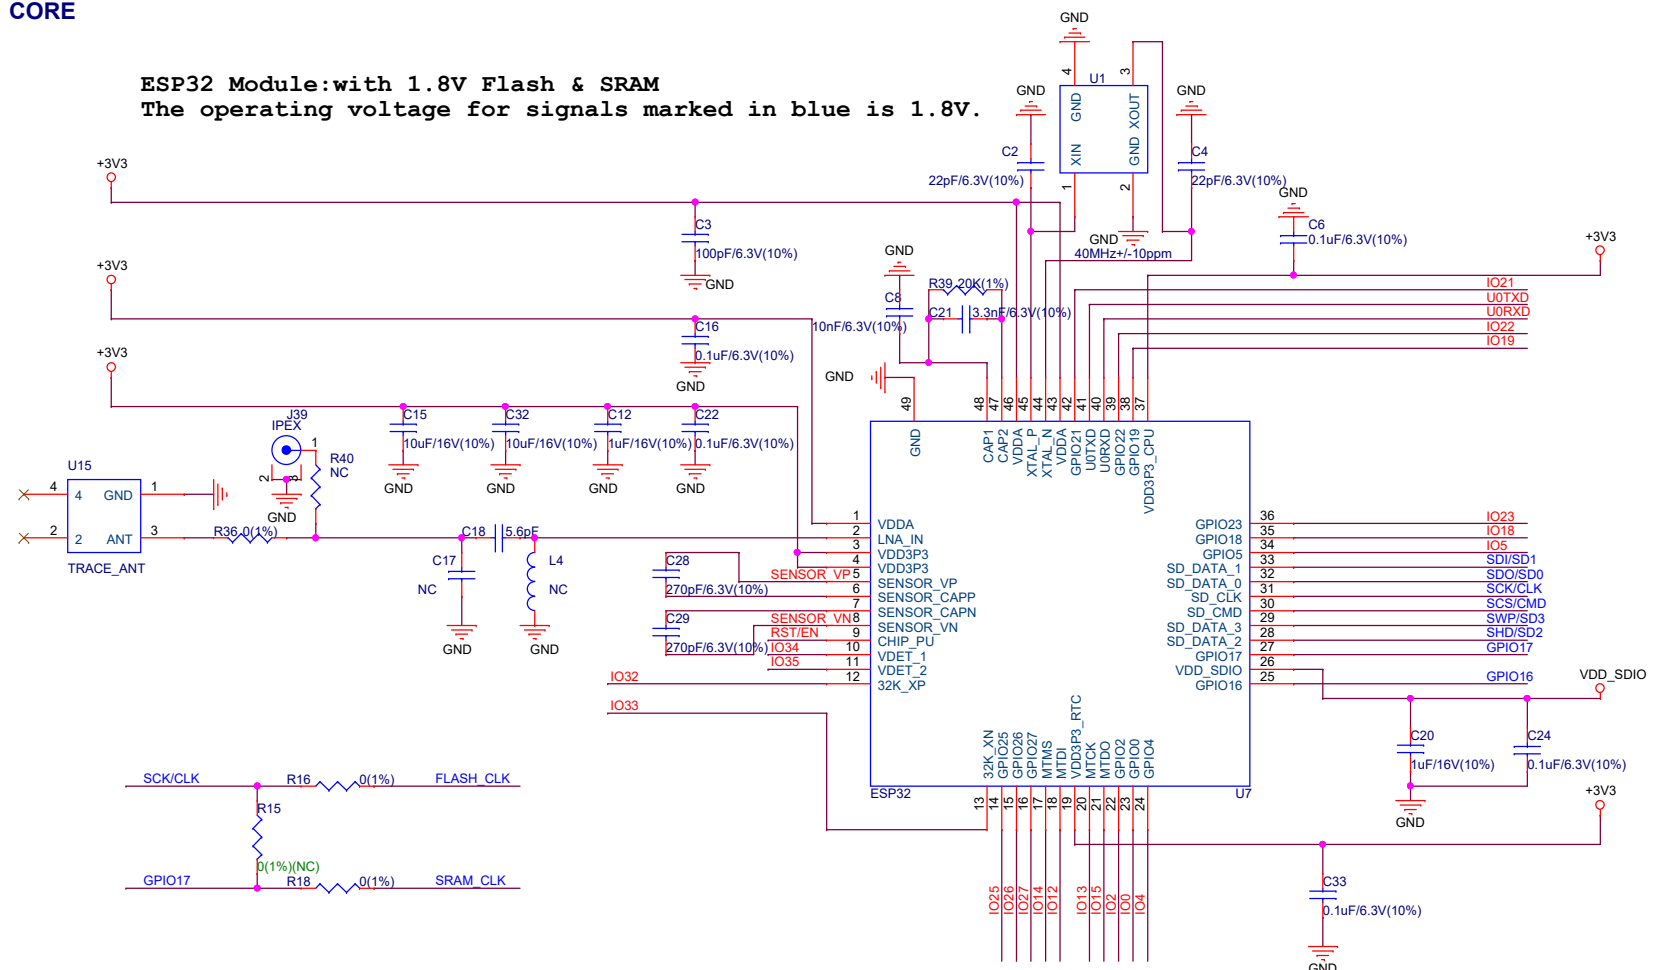 CORE
ESP32 Module:with 1.8V Flash & SRAM
The operating voltage for signals marked in blue is 1.8V.
GND
4
3
U1
GND
XOUT
XIN
GND
1
2
GND
40MHz+/-10ppm
GND
C2
22pF/6.3V(10%)
GND
C4
22pF/6.3V(10%)
GND
C6
0.1uF/6.3V(10%)
+3V3
+3V3
C3
100pF/6.3V(10%)
GND
+3V3
C16
0.1uF/6.3V(10%)
GND
GND
C8
10nF/6.3V(10%)
R39 20K(1%)
C21
3.3nF/6.3V(10%)
GND
IO21
U0TXD
U0RXD
IO22
IO19
+3V3
C15
10uF/16V(10%)
GND
C32
10uF/16V(10%)
GND
C12
1uF/16V(10%)
GND
C22
0.1uF/6.3V(10%)
GND
J39
IPEX
1
2
3
GND
R40
NC
U15
4
4
GND
1
2
2
ANT
3
TRACE_ANT
R36 0(1%)
C17
NC
GND
C18
5.6pF
L4
NC
GND
C28
270pF/6.3V(10%)
C29
270pF/6.3V(10%)
SENSOR_VP
SENSOR_VN
RST/EN
IO34
IO35
IO32
IO33
49
48
47
46
45
44
43
42
41
40
39
38
37
GND
CAP1
CAP2
VDDA
XTAL_P
XTAL_N
VDDA
GPIO21
U0TXD
U0RXD
GPIO22
GPIO19
VDD3P3_CPU
1 VDDA
2 LNA_IN
3 VDD3P3
4 VDD3P3
5 SENSOR_VP
6 SENSOR_CAPP
7 SENSOR_CAPN
8 SENSOR_VN
9 CHIP_PU
10 VDET_1
11 VDET_2
12 32K_XP
GPIO23 36 IO23
GPIO18 35 IO18
GPIO5 34 IO5
SD_DATA_1 33 SDI/SD1
SD_DATA_0 32 SDO/SD0
SD_CLK 31 SCK/CLK
SD_CMD 30 SCS/CMD
SD_DATA_3 29 SWP/SD3
SD_DATA_2 28 SHD/SD2
GPIO17 27 GPIO17
VDD_SDIO 26
GPIO16 25 GPIO16
VDD_SDIO
C20
1uF/16V(10%)
C24
0.1uF/6.3V(10%)
GND
32K_XN
GPIO25
GPIO26
GPIO27
MTMS
MTDI
VDD3P3_RTC
MTCK
MTDO
GPIO2
GPIO0
GPIO4
ESP32
U7
13
14
15
16
17
18
19
20
21
22
23
24
IO25
IO26
IO27
IO14
IO12
IO13
IO15
IO2
IO0
IO4
+3V3
C33
0.1uF/6.3V(10%)
GND
SCK/CLK
R16
0(1%)
FLASH_CLK
R15
0(1%)(NC)
GPIO17
R18
0(1%)
SRAM_CLK